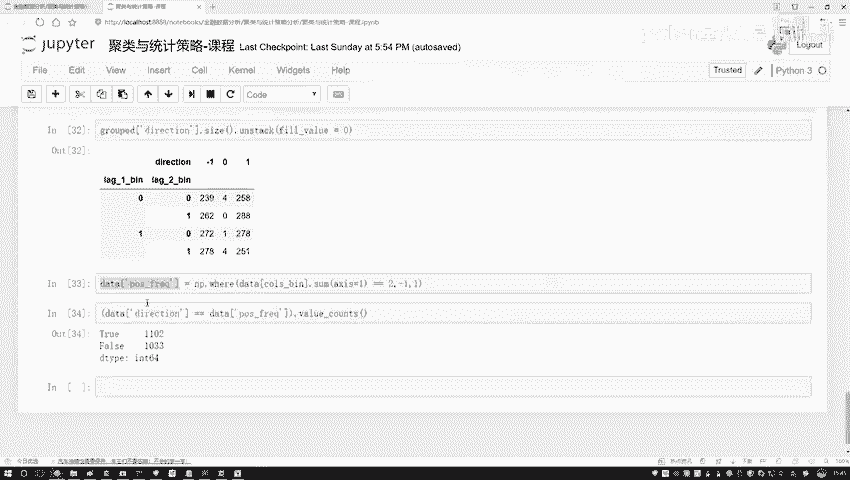 聚类与统计策略-课程
http://localhost:8888/notebooks/金融数据分析/聚类与统计策略分析/聚类与统计策略-课程.ipynb
jupyter 聚类与统计策略-课程 Last Checkpoint: Last Sunday at 5:54 PM (autosaved)
Logout
File Edit View Insert Cell Kernel Widgets Help
Trusted Python 3
Code
In [32]: grouped['direction'].size().unstack(fill_value = 0)
Out[32]:
direction -1 0 1
lag_1_bin lag_2_bin
0 0 239 4 258
1 262 0 288
1 0 272 1 278
1 278 4 251
In [33]: data['pos_freq'] = np.where(data[cols_bin].sum(axis=1) == 2,-1,1)
In [34]: (data['direction'] == data['pos_freq']).value_counts()
Out[34]: True 1102
False 1033
dtype: int64
In [ ]: